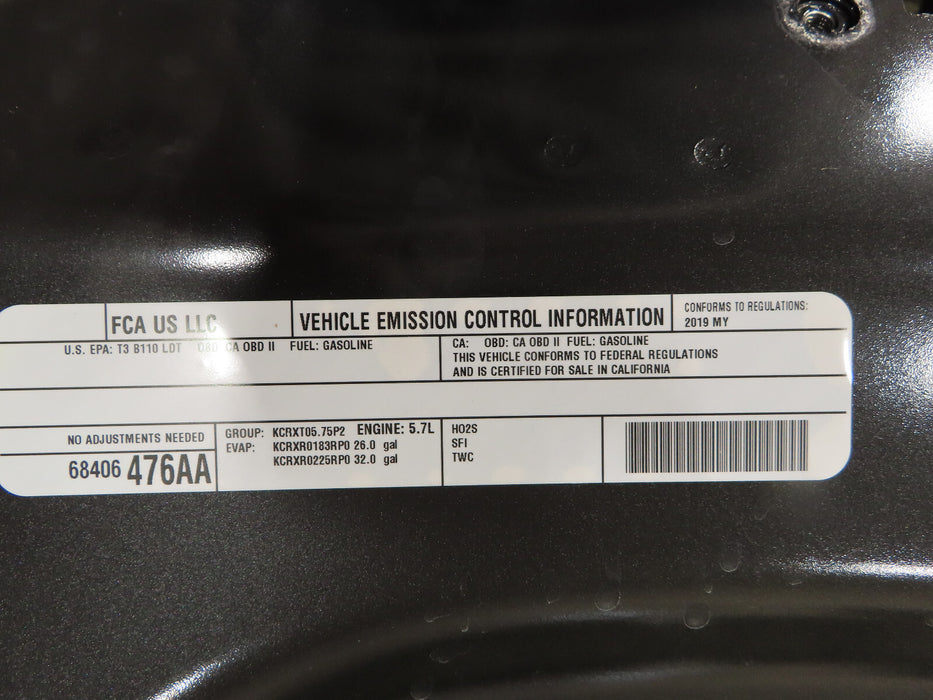 FCA US LLC
VEHICLE EMISSION CONTROL INFORMATION
CONFORMS TO REGULATIONS:
2019 MY
U.S. EPA: T3 B110 LDT OBD: CA OBD II FUEL: GASOLINE
CA: OBD: CA OBD II FUEL: GASOLINE
THIS VEHICLE CONFORMS TO FEDERAL REGULATIONS
AND IS CERTIFIED FOR SALE IN CALIFORNIA
NO ADJUSTMENTS NEEDED
68406 476AA
GROUP: KCRXT05.75P2 ENGINE: 5.7L
EVAP: KCRXR0183RP0 26.0 gal
KCRXR0225RP0 32.0 gal
HO2S
SFI
TWC